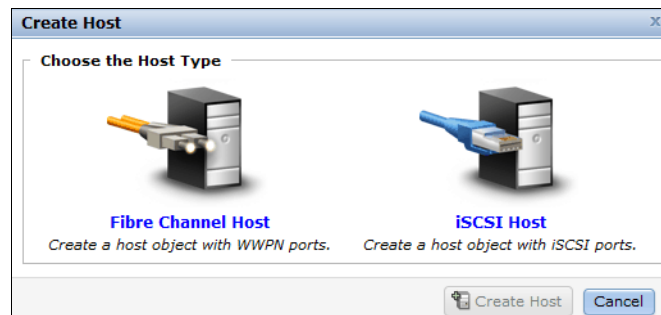 Create Host
x
Choose the Host Type
Fibre Channel Host
Create a host object with WWPN ports.
iSCSI Host
Create a host object with iSCSI ports.
Create Host
Cancel